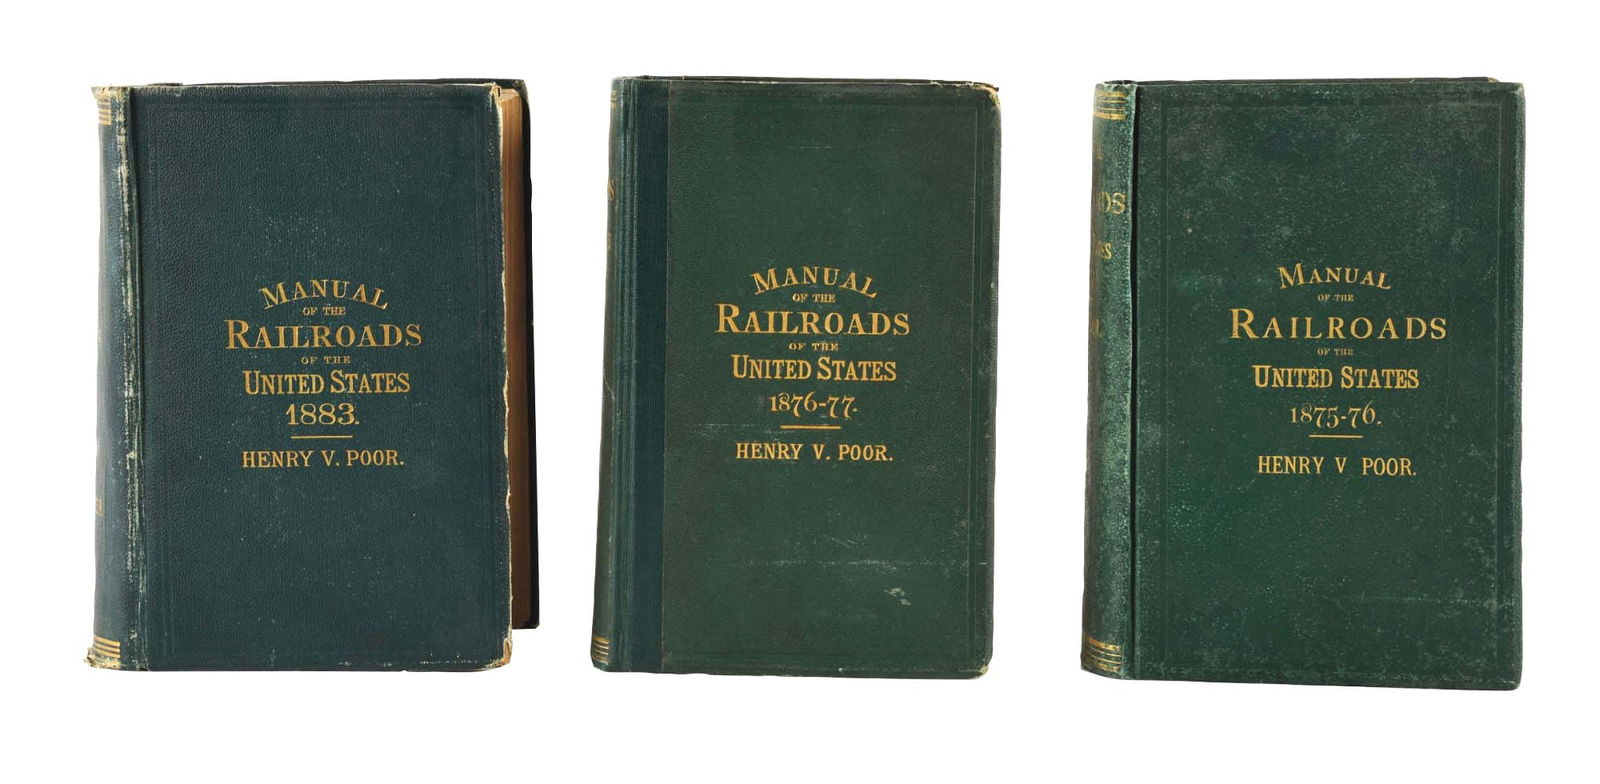 MANUAL
OF THE
RAILROADS
OF THE
UNITED STATES
1883.
HENRY V. POOR.
MANUAL
OF THE
RAILROADS
OF THE
UNITED STATES
1876-77.
HENRY V. POOR.
MANUAL
OF THE
RAILROADS
OF THE
UNITED STATES
1875-76.
HENRY V POOR.